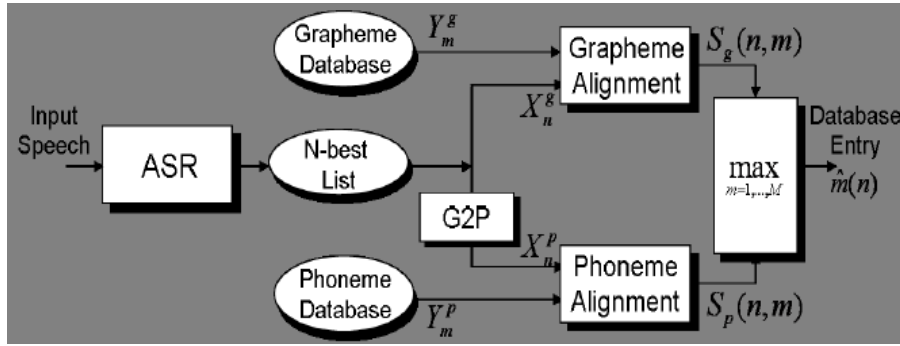 Grapheme
Database
Y_m^g
Grapheme
Alignment
S_g(n,m)
X_n^g
Input
Speech
ASR
N-best
List
G2P
max
m=1,...,M
Database
Entry
m̂(n)
X_n^p
Phoneme
Database
Y_m^p
Phoneme
Alignment
S_p(n,m)